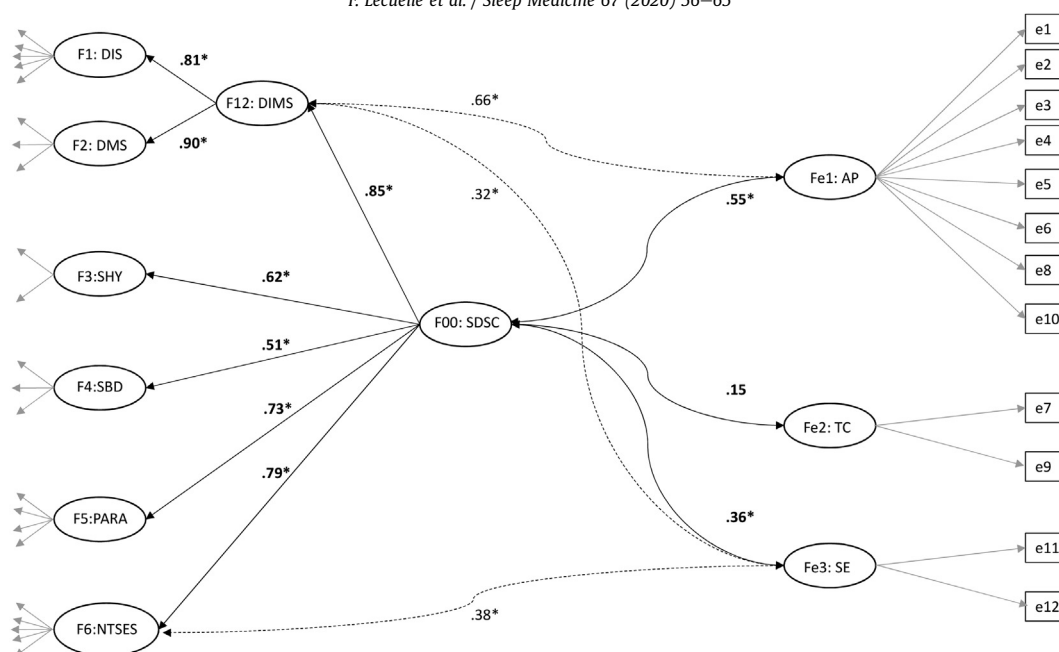 F. Lecuelle et al. / Sleep Medicine 67 (2020) 56–65
e1
F1: DIS
.81*
e2
F12: DIMS
.66*
e3
F2: DMS
.90*
e4
Fe1: AP
e5
.85*
.32*
.55*
e6
F3:SHY
.62*
e8
F00: SDSC
e10
.51*
F4:SBD
.15
e7
.73*
Fe2: TC
e9
.79*
F5:PARA
.36*
e11
Fe3: SE
e12
.38*
F6:NTSES